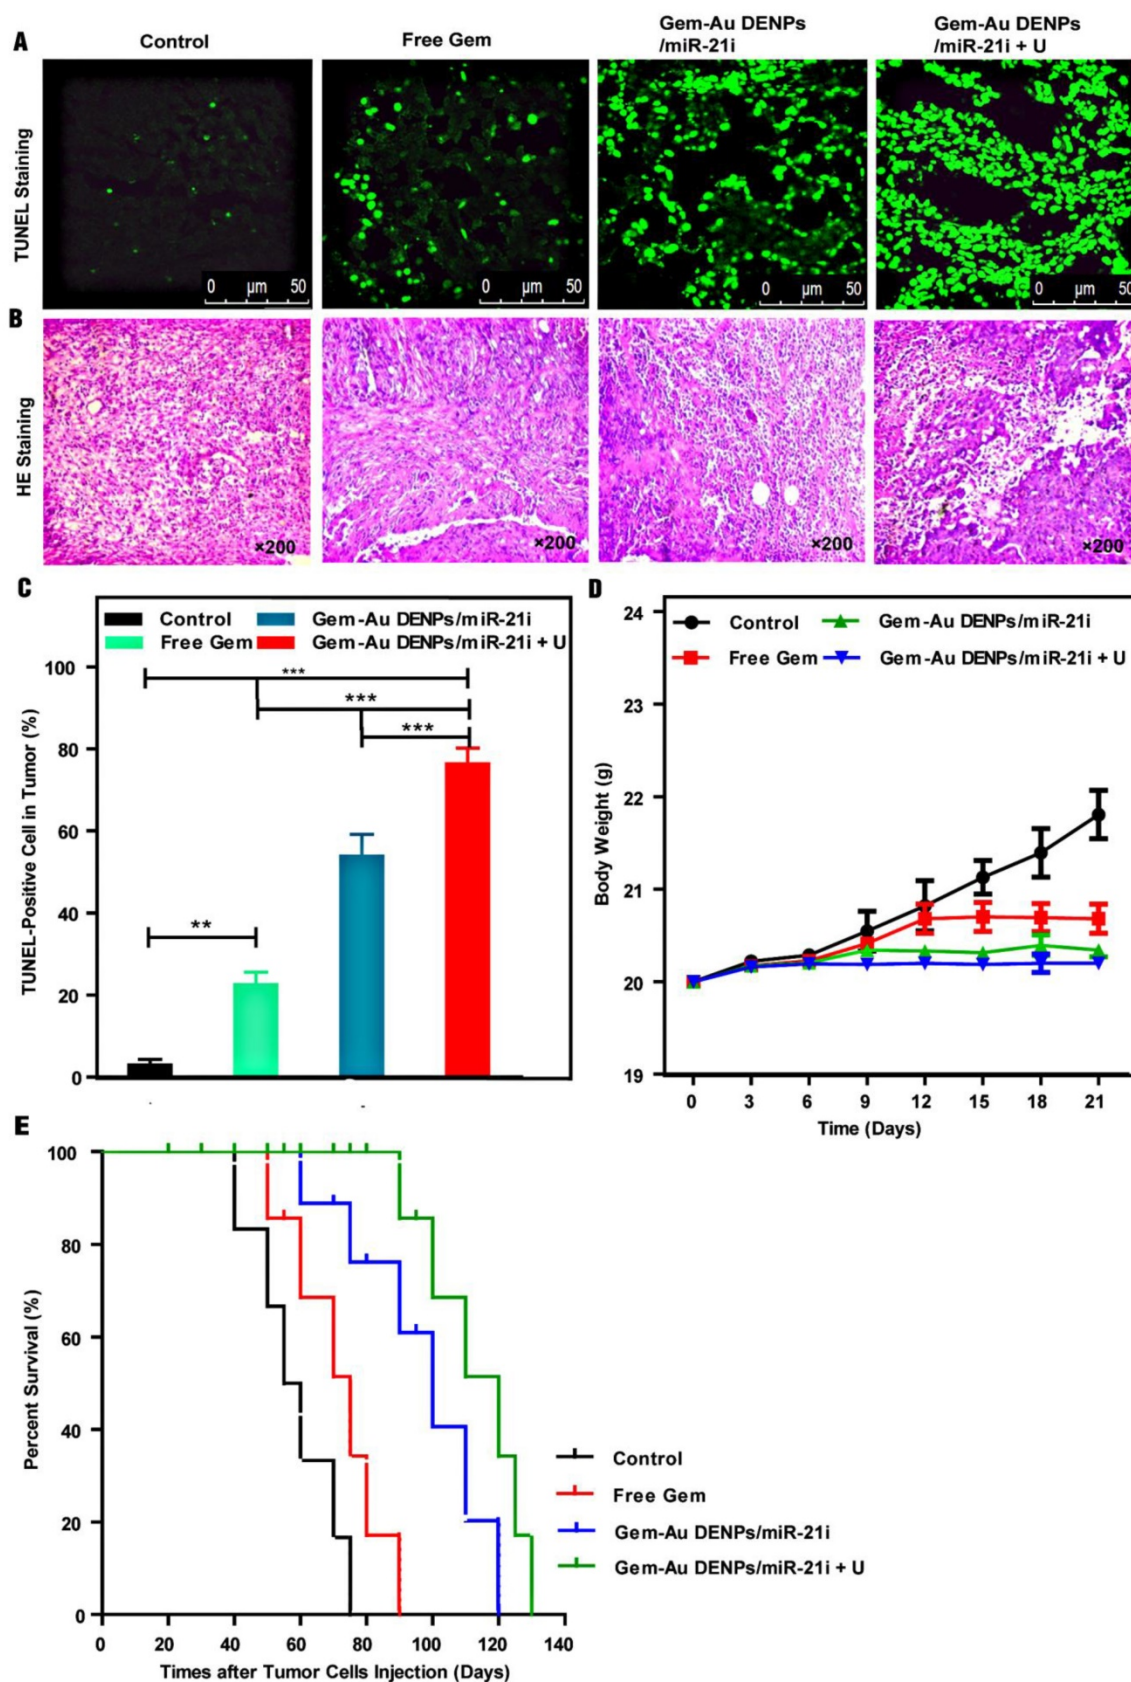 A
Control
Free Gem
Gem-Au DENPs
/miR-21i
Gem-Au DENPs
/miR-21i + U
TUNEL Staining
0 µm 50
0 µm 50
0 µm 50
0 µm 50
B
HE Staining
×200
×200
×200
×200
C
Control
Gem-Au DENPs/miR-21i
Free Gem
Gem-Au DENPs/miR-21i + U
TUNEL-Positive Cell in Tumor (%)
100
80
60
40
20
0
***
***
***
**
D
Control
Gem-Au DENPs/miR-21i
Free Gem
Gem-Au DENPs/miR-21i + U
Body Weight (g)
24
23
22
21
20
19
0 3 6 9 12 15 18 21
Time (Days)
E
Percent Survival (%)
100
80
60
40
20
0
0 20 40 60 80 100 120 140
Times after Tumor Cells Injection (Days)
Control
Free Gem
Gem-Au DENPs/miR-21i
Gem-Au DENPs/miR-21i + U